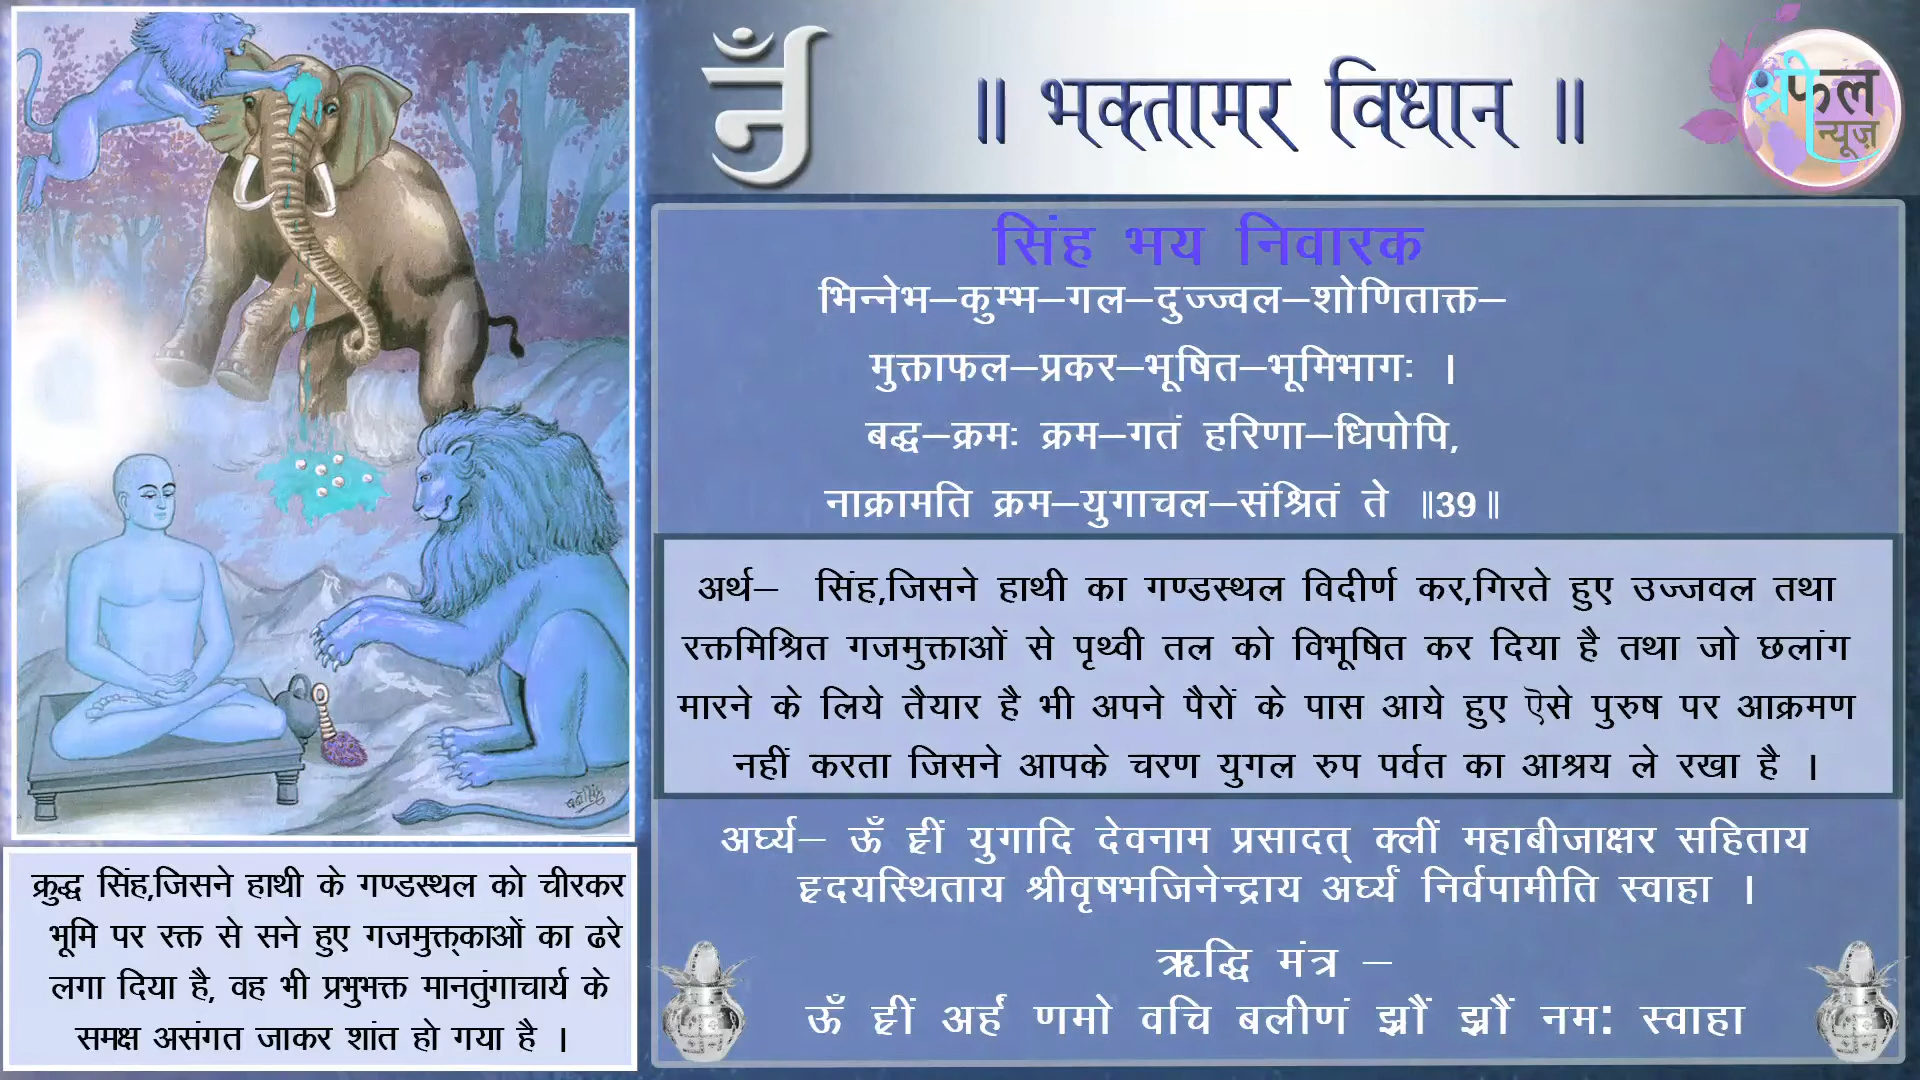 ॥ भक्तामर विधान ॥
श्रीफल
न्यूज़
सिंह भय निवारक
भिन्नेभ–कुम्भ–गल–दुज्ज्वल–शोणिताक्त–
मुक्ताफल–प्रकर–भूषित–भूमिभागः ।
बद्ध–क्रमः क्रम–गतं हरिणा–धिपोपि,
नाक्रामति क्रम–युगाचल–संश्रितं ते ॥39॥
अर्थ– सिंह,जिसने हाथी का गण्डस्थल विदीर्ण कर,गिरते हुए उज्जवल तथा
रक्तमिश्रित गजमुक्ताओं से पृथ्वी तल को विभूषित कर दिया है तथा जो छलांग
मारने के लिये तैयार है भी अपने पैरों के पास आये हुए ऎसे पुरुष पर आक्रमण
नहीं करता जिसने आपके चरण युगल रुप पर्वत का आश्रय ले रखा है ।
अर्घ्य– ऊँ ह्रीं युगादि देवनाम प्रसादत् क्लीं महाबीजाक्षर सहिताय
हृदयस्थिताय श्रीवृषभजिनेन्द्राय अर्घ्यं निर्वपामीति स्वाहा ।
ऋद्धि मंत्र –
ऊँ ह्रीं अर्हं णमो वचि बलीणं झ्रौं झ्रौं नम: स्वाहा
क्रुद्ध सिंह,जिसने हाथी के गण्डस्थल को चीरकर
भूमि पर रक्त से सने हुए गजमुक्त्काओं का ढरे
लगा दिया है, वह भी प्रभुभक्त मानतुंगाचार्य के
समक्ष असंगत जाकर शांत हो गया है ।